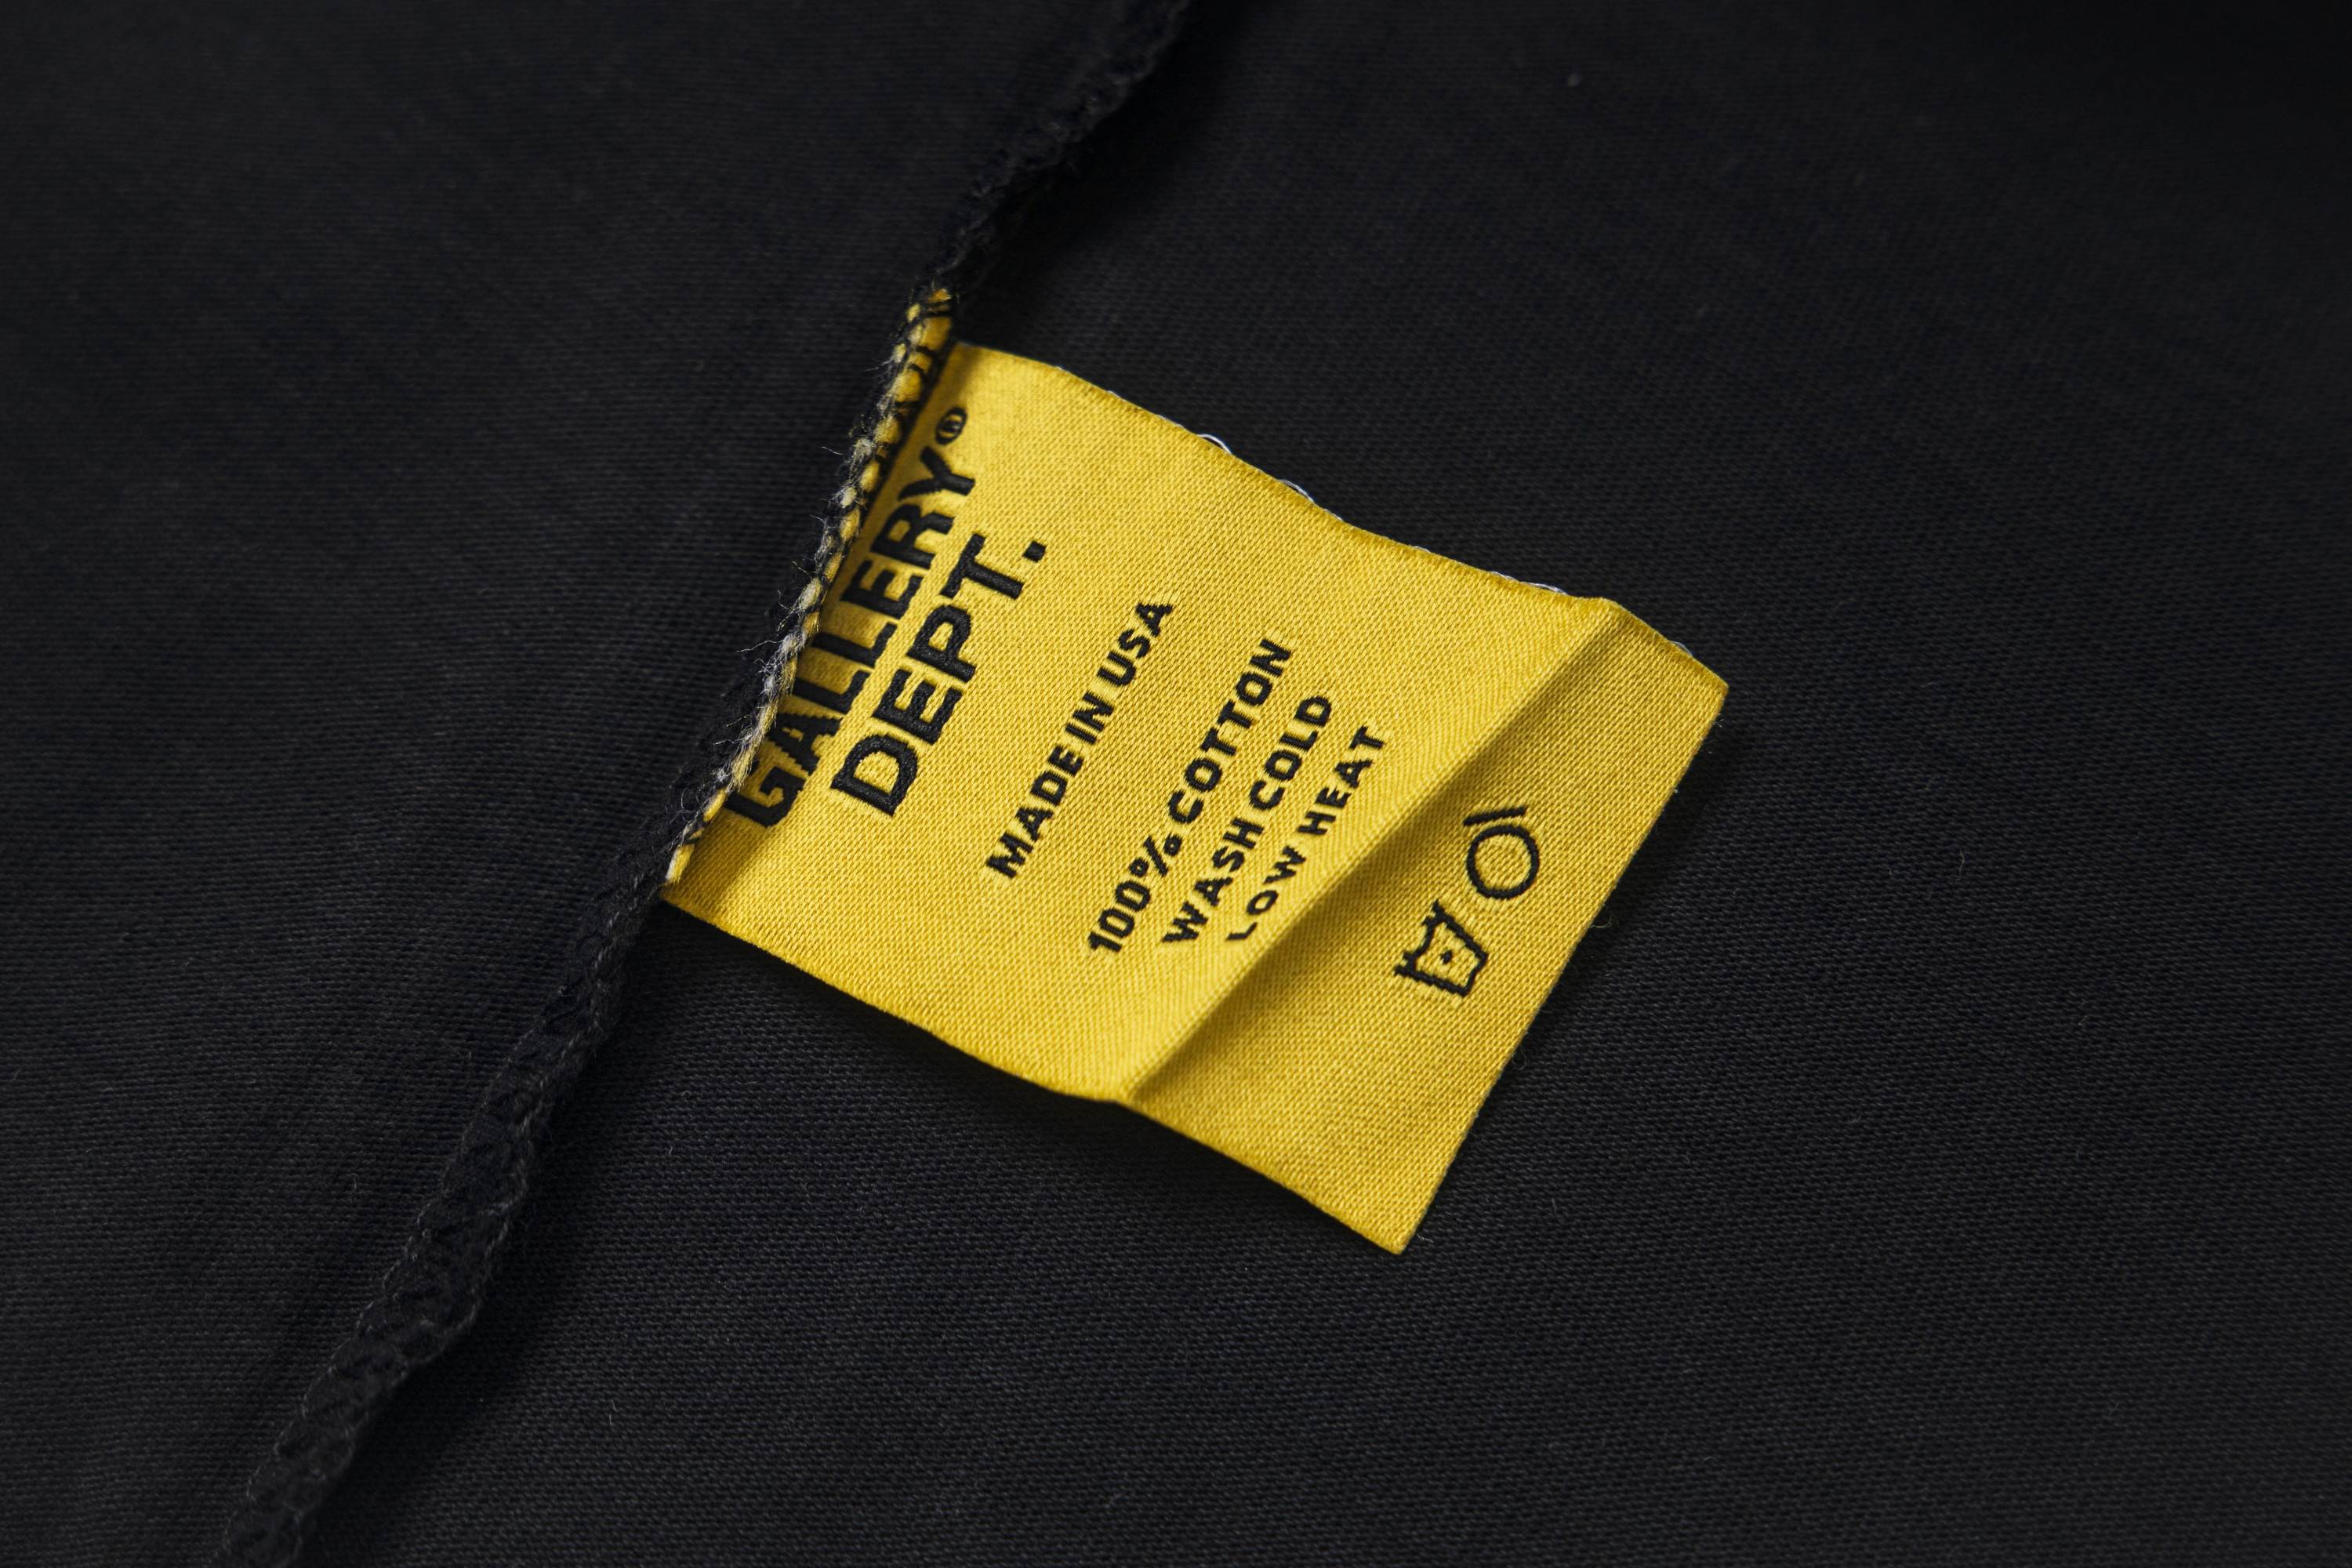 GALLERY®
DEPT.
MADE IN USA
100% COTTON
WASH COLD
LOW HEAT